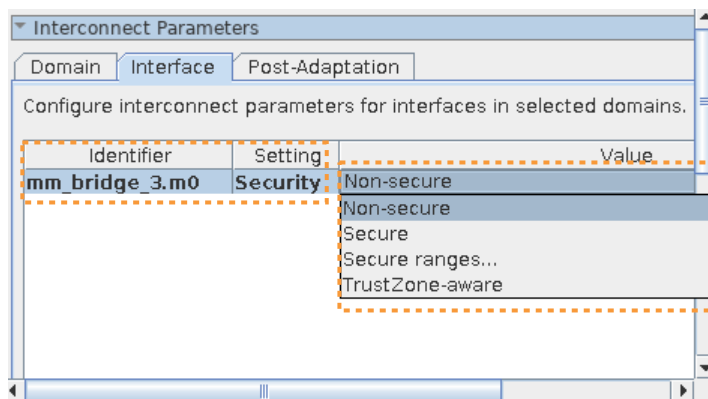 Interconnect Parameters
Domain Interface Post-Adaptation
Configure interconnect parameters for interfaces in selected domains.
Identifier Setting Value
mm_bridge_3.m0 Security Non-secure
Non-secure
Secure
Secure ranges...
TrustZone-aware